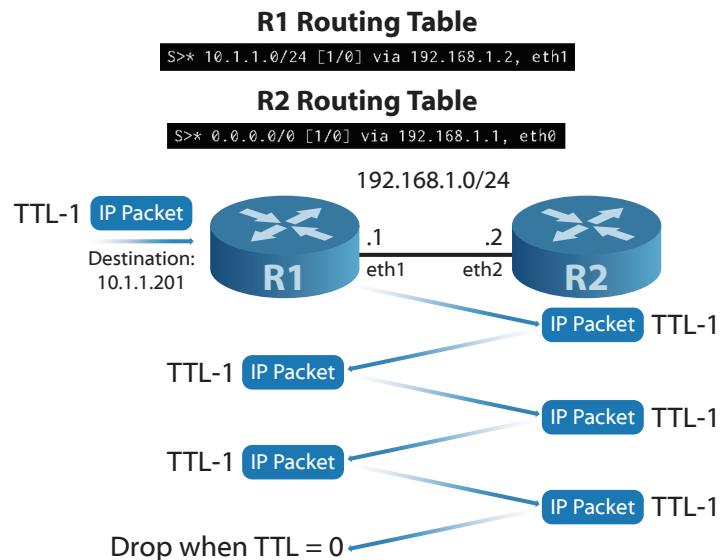 R1 Routing Table
S>* 10.1.1.0/24 [1/0] via 192.168.1.2, eth1
R2 Routing Table
S>* 0.0.0.0/0 [1/0] via 192.168.1.1, eth0
192.168.1.0/24
TTL-1 IP Packet
Destination:
10.1.1.201
R1
.1
eth1
.2
eth2
R2
IP Packet TTL-1
TTL-1 IP Packet
IP Packet TTL-1
TTL-1 IP Packet
IP Packet TTL-1
Drop when TTL = 0